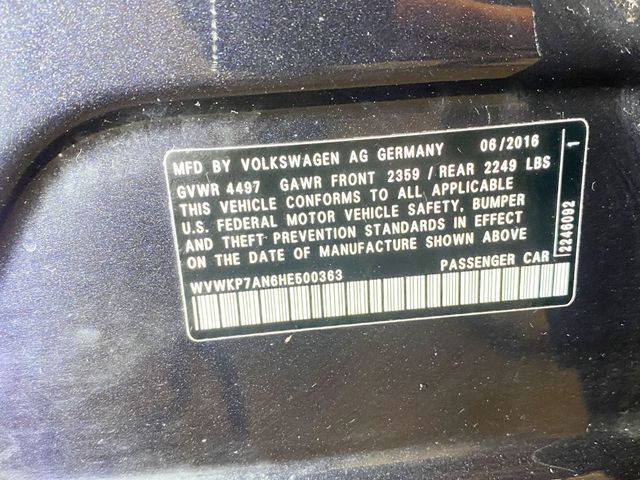 MFD BY VOLKSWAGEN AG GERMANY 06/2016
GVWR 4497 GAWR FRONT 2359 / REAR 2249 LBS
THIS VEHICLE CONFORMS TO ALL APPLICABLE
U.S. FEDERAL MOTOR VEHICLE SAFETY, BUMPER
AND THEFT PREVENTION STANDARDS IN EFFECT
ON THE DATE OF MANUFACTURE SHOWN ABOVE
WVWKP7AN6HE500363 PASSENGER CAR
2246092 1